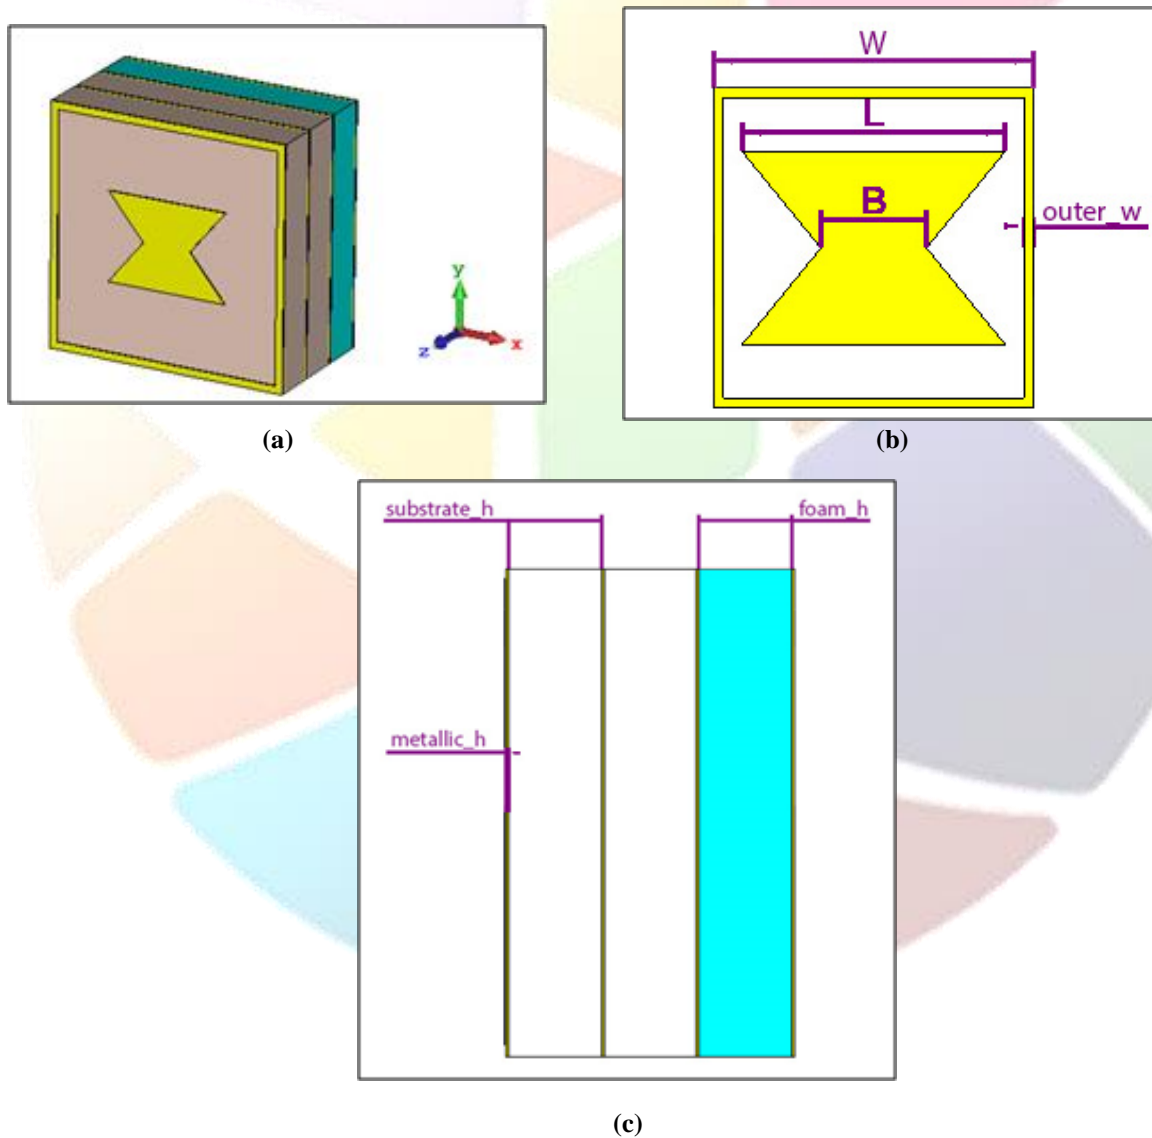 W
L
B
outer_w
y
z
x
(a)
(b)
substrate_h
foam_h
metallic_h
(c)